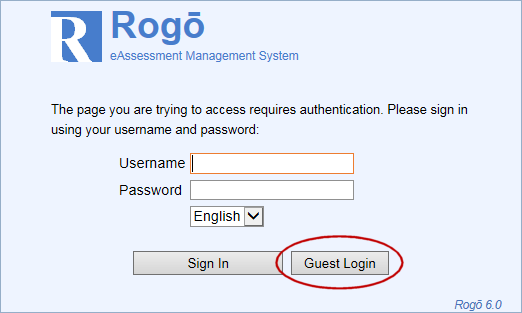 R Rogō
eAssessment Management System
The page you are trying to access requires authentication. Please sign in
using your username and password:
Username
Password
English
Sign In Guest Login
Rogō 6.0